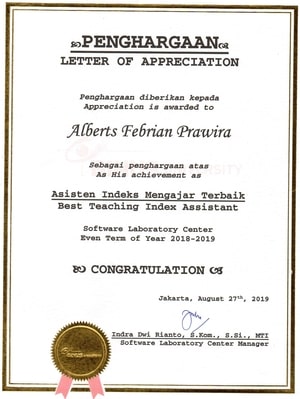 PENGHARGAAN
LETTER OF APPRECIATION
Penghargaan diberikan kepada
Appreciation is awarded to
Alberts Febrian Prawira
Sebagai penghargaan atas
As His achievement as
Asisten Indeks Mengajar Terbaik
Best Teaching Index Assistant
Software Laboratory Center
Even Term of Year 2018-2019
CONGRATULATION
Jakarta, August 27th, 2019
Indra Dwi Rianto, S.Kom., S.Si., MTI
Software Laboratory Center Manager